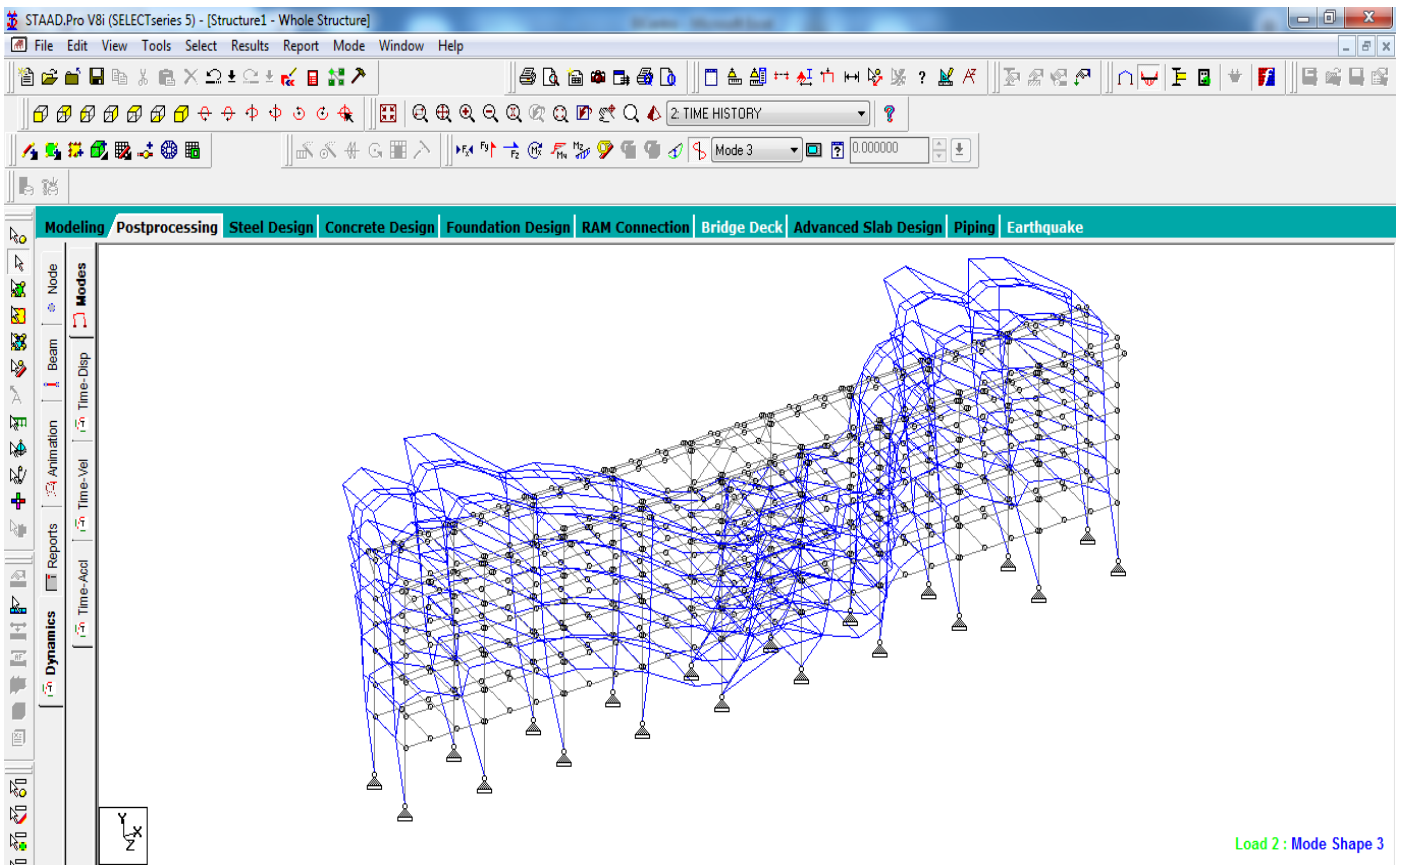 STAAD.Pro V8i (SELECTseries 5) - [Structure1 - Whole Structure]
File Edit View Tools Select Results Report Mode Window Help
2: TIME HISTORY
Mode 3
0.000000
Modeling Postprocessing Steel Design Concrete Design Foundation Design RAM Connection Bridge Deck Advanced Slab Design Piping Earthquake
Node
Beam
Animation
Reports
Dynamics
Modes
Time-Disp
Time-Vel
Time-Accl
Y
X
Z
Load 2 : Mode Shape 3